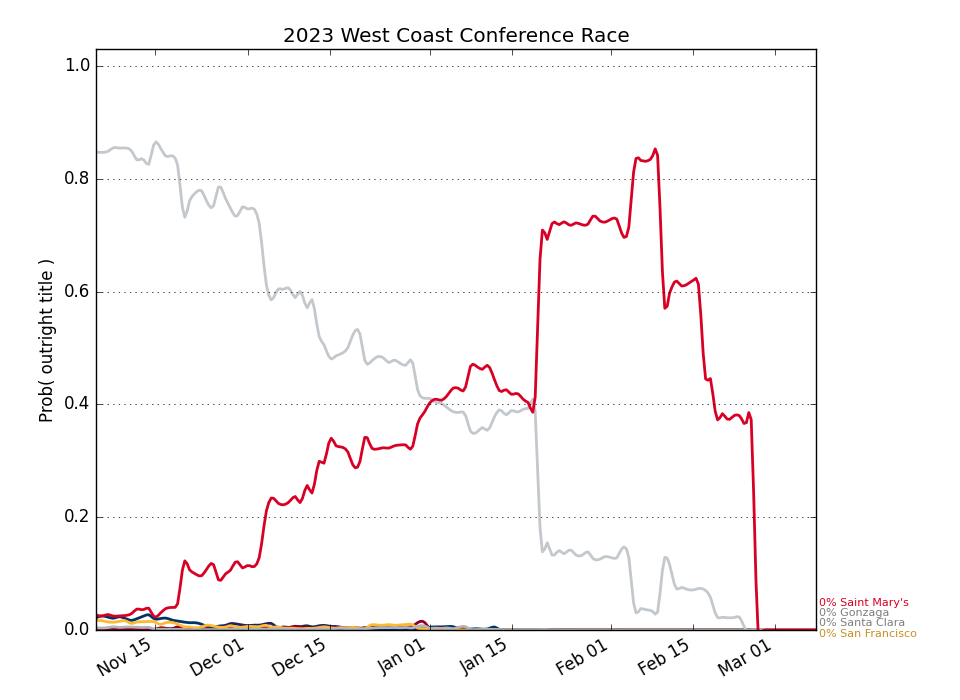 2023 West Coast Conference Race
Prob( outright title )
1.0
0.8
0.6
0.4
0.2
0.0
Nov 15
Dec 01
Dec 15
Jan 01
Jan 15
Feb 01
Feb 15
Mar 01
0% Saint Mary's
0% Gonzaga
0% Santa Clara
0% San Francisco